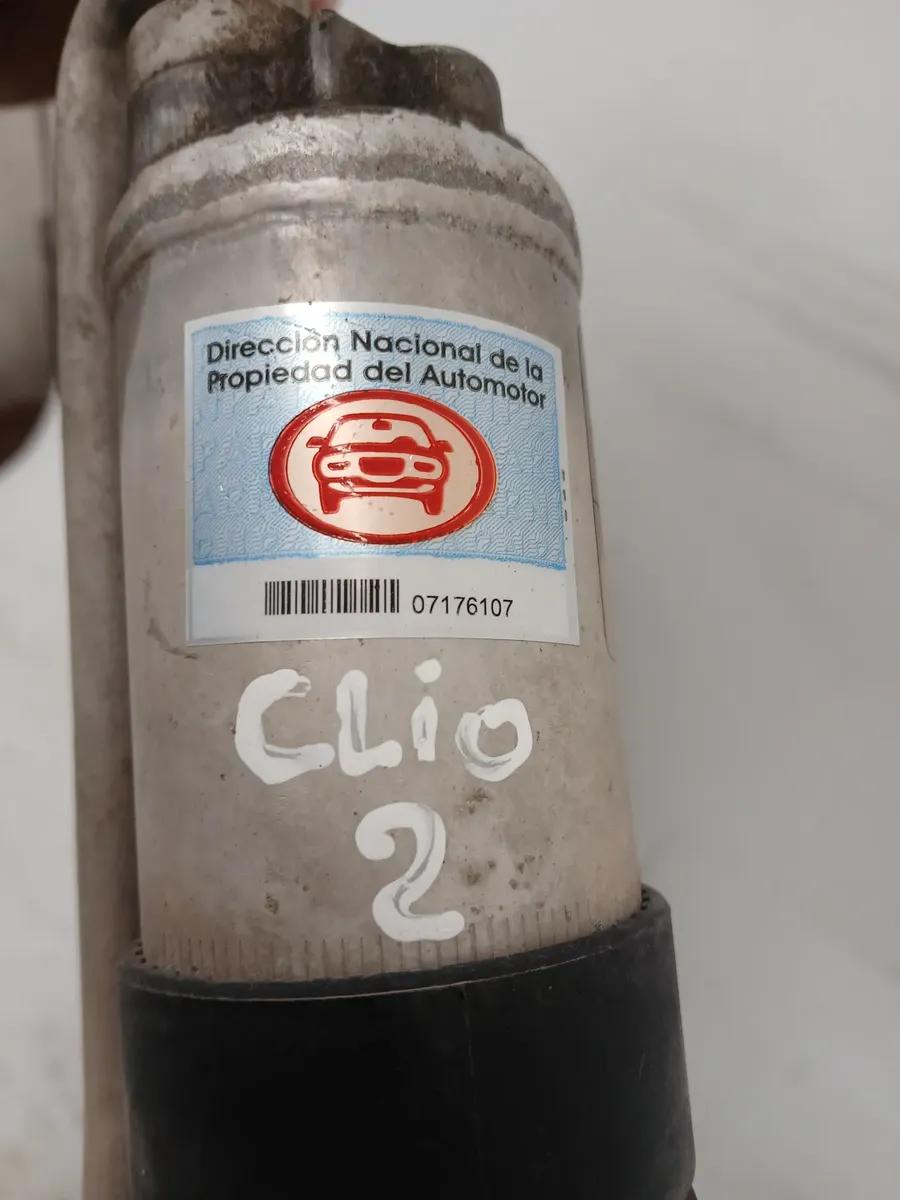 Dirección Nacional de la
Propiedad del Automotor
07176107
CLiO
2